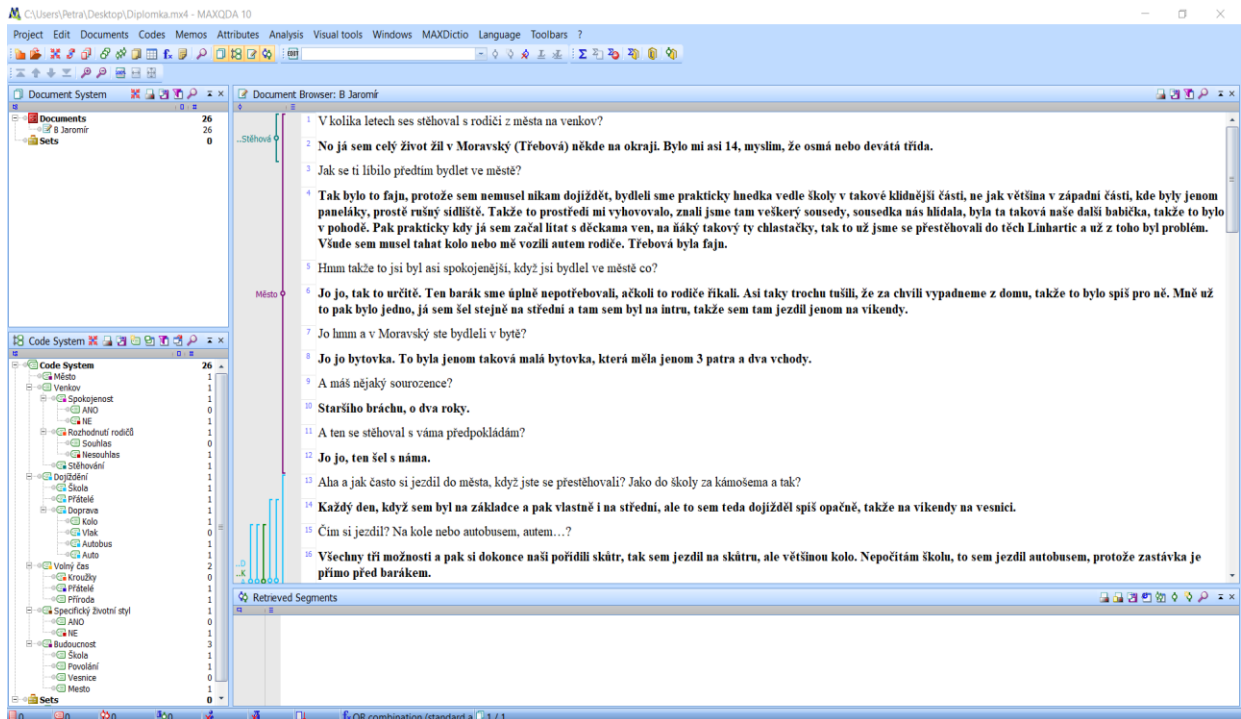 C:\Users\Petra\Desktop\Diplomka.mx4 - MAXQDA 10
Project Edit Documents Codes Memos Attributes Analysis Visual tools Windows MAXDictio Language Toolbars ?
Document System
Documents 26
B Jaromír 26
Sets 0
Code System
Code System 26
Město 1
Venkov 1
Spokojenost 1
ANO 0
NE 1
Rozhodnutí rodičů 1
Souhlas 0
Nesouhlas 1
Stěhování 1
Dojíždění 1
Škola 1
Přátelé 1
Doprava 1
Kolo 1
Vlak 0
Autobus 1
Auto 1
Volný čas 2
Kroužky 0
Přátelé 1
Příroda 1
Specifický životní styl 1
ANO 0
NE 1
Budoucnost 3
Škola 1
Povolání 1
Vesnice 0
Mesto 1
Sets 0
Document Browser: B Jaromír
...Stěhová
Město
...D
...K
1 V kolika letech ses stěhoval s rodiči z města na venkov?
2 No já sem celý život žil v Moravský (Třebová) někde na okraji. Bylo mi asi 14, myslim, že osmá nebo devátá třída.
3 Jak se ti líbilo předtím bydlet ve městě?
4 Tak bylo to fajn, protože sem nemusel nikam dojíždět, bydleli sme prakticky hnedka vedle školy v takové klidnější části, ne jak většina v západní části, kde byly jenom
paneláky, prostě rušný sídliště. Takže to prostředí mi vyhovovalo, znali jsme tam veškerý sousedy, sousedka nás hlídala, byla ta taková naše další babička, takže to bylo
v pohodě. Pak prakticky kdy já sem začal lítat s děckama ven, na ňáký takový ty chlastačky, tak to už jsme se přestěhovali do těch Linhartic a už z toho byl problém.
Všude sem musel tahat kolo nebo mě vozili autem rodiče. Třebová byla fajn.
5 Hmm takže to jsi byl asi spokojenější, když jsi bydlel ve městě co?
6 Jo jo, tak to určitě. Ten barák sme úplně nepotřebovali, ačkoli to rodiče říkali. Asi taky trochu tušili, že za chvíli vypadneme z domu, takže to bylo spíš pro ně. Mně už
to pak bylo jedno, já sem šel stejně na střední a tam sem byl na intru, takže sem tam jezdil jenom na víkendy.
7 Jo hmm a v Moravský ste bydleli v bytě?
8 Jo jo bytovka. To byla jenom taková malá bytovka, která měla jenom 3 patra a dva vchody.
9 A máš nějaký sourozence?
10 Staršího bráchu, o dva roky.
11 A ten se stěhoval s váma předpokládám?
12 Jo jo, ten šel s náma.
13 Aha a jak často si jezdil do města, když jste se přestěhovali? Jako do školy za kámošema a tak?
14 Každý den, když sem byl na základce a pak vlastně i na střední, ale to sem teda dojížděl spíš opačně, takže na víkendy na vesnici.
15 Čím si jezdil? Na kole nebo autobusem, autem…?
16 Všechny tři možnosti a pak si dokonce naši pořídili skůtr, tak sem jezdil na skůtru, ale většinou kolo. Nepočítám školu, to sem jezdil autobusem, protože zastávka je
přímo před barákem.
Retrieved Segments
0 0 0 0 OR combination (standard a 1 / 1